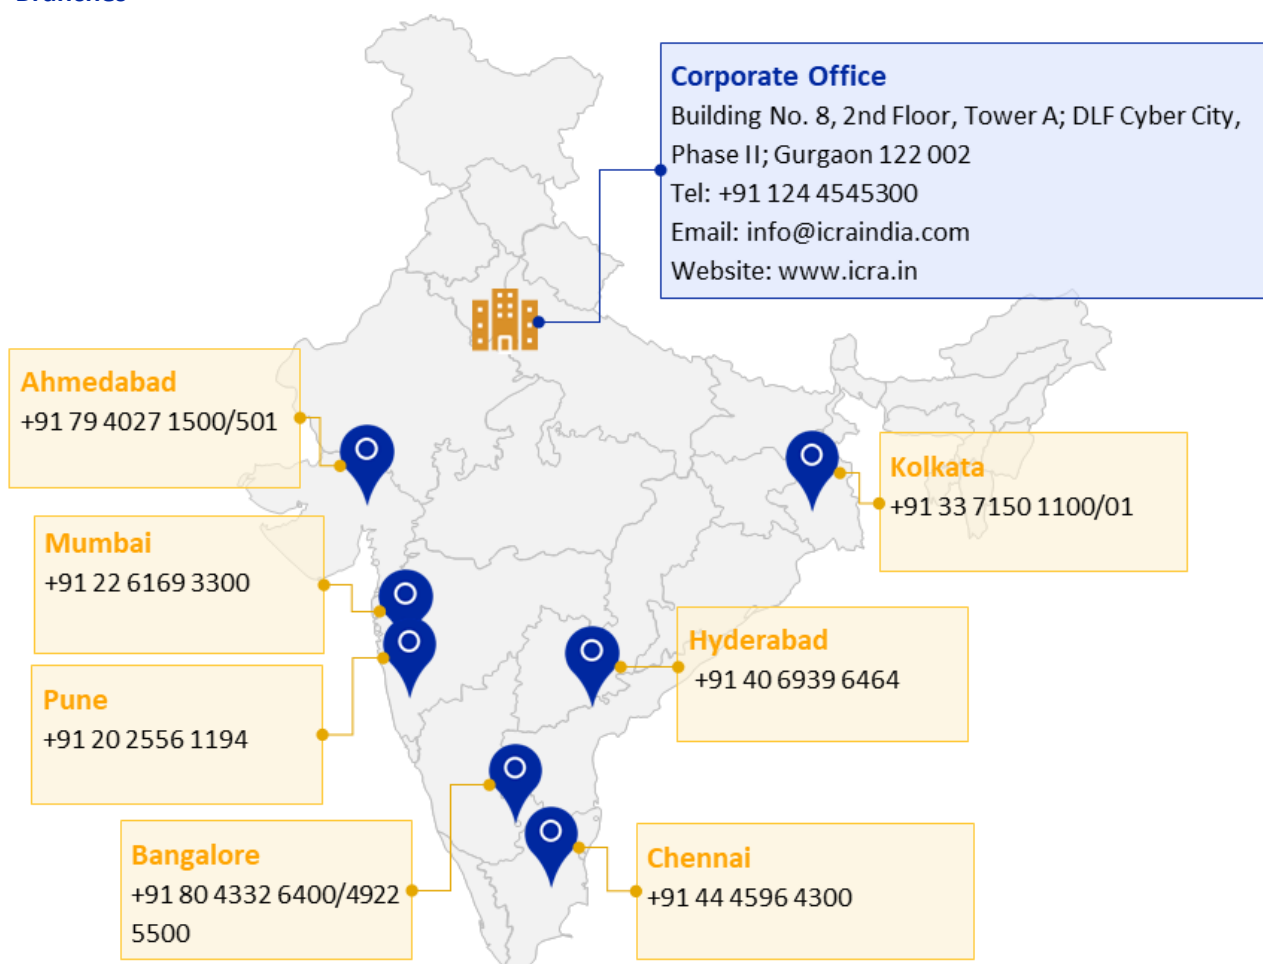 Branches
Corporate Office
Building No. 8, 2nd Floor, Tower A; DLF Cyber City,
Phase II; Gurgaon 122 002
Tel: +91 124 4545300
Email: info@icraindia.com
Website: www.icra.in
Ahmedabad
+91 79 4027 1500/501
Kolkata
+91 33 7150 1100/01
Mumbai
+91 22 6169 3300
Hyderabad
+91 40 6939 6464
Pune
+91 20 2556 1194
Bangalore
+91 80 4332 6400/4922
5500
Chennai
+91 44 4596 4300